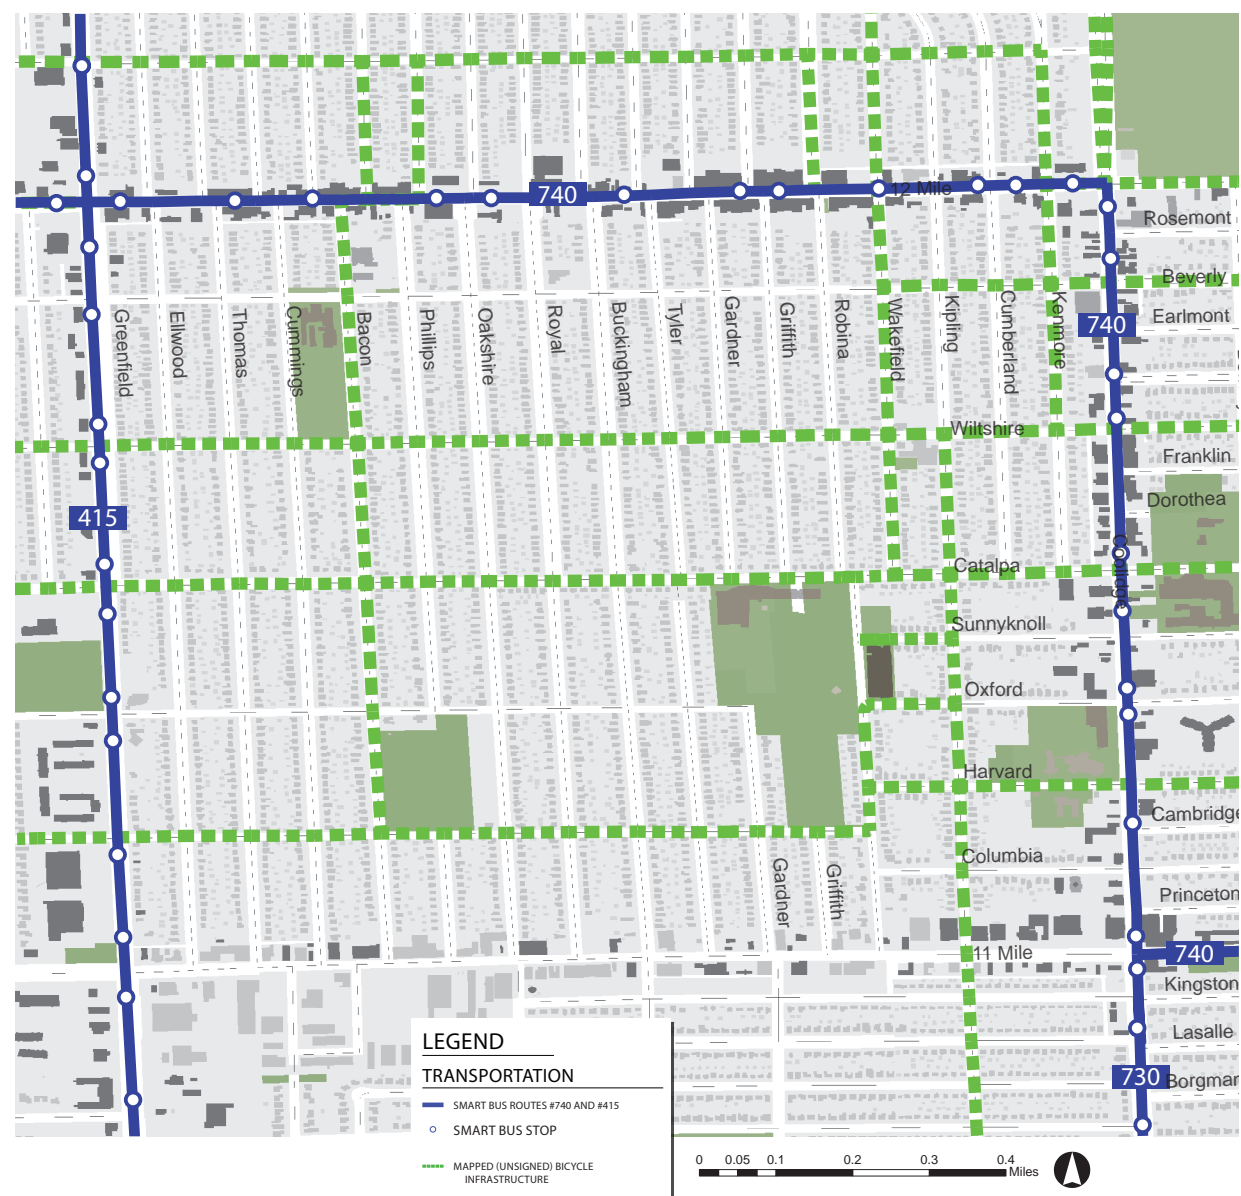 740
12 Mile
Rosemont
Beverly
Earlmont
740
Greenfield
Ellwood
Thomas
Cummings
Bacon
Phillips
Oakshire
Royal
Buckingham
Tyler
Gardner
Griffith
Robina
Wakefield
Kipling
Cumberland
Kenmore
Wiltshire
Franklin
Dorothea
415
Coolidge
Catalpa
Sunnyknoll
Oxford
Harvard
Cambridge
Columbia
Gardner
Griffith
Princeton
11 Mile
740
Kingston
Lasalle
730
Borgman
LEGEND
TRANSPORTATION
SMART BUS ROUTES #740 AND #415
SMART BUS STOP
MAPPED (UNSIGNED) BICYCLE
INFRASTRUCTURE
0 0.05 0.1 0.2 0.3 0.4
Miles